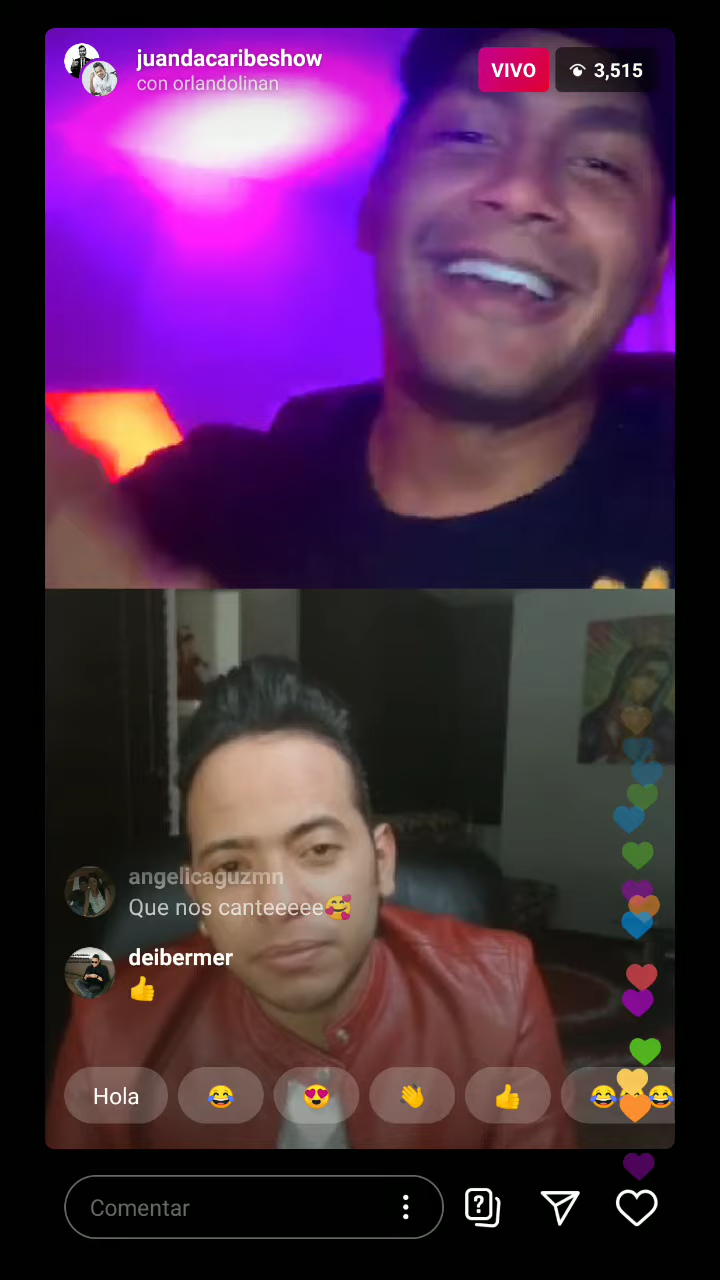 juandacaribeshow
con orlandolinan
VIVO
3,515
angelicaguzmn
Que nos canteeeee🥰
deibermer
👍
Hola
😂
😍
👋
👍
😂😂😂
Comentar